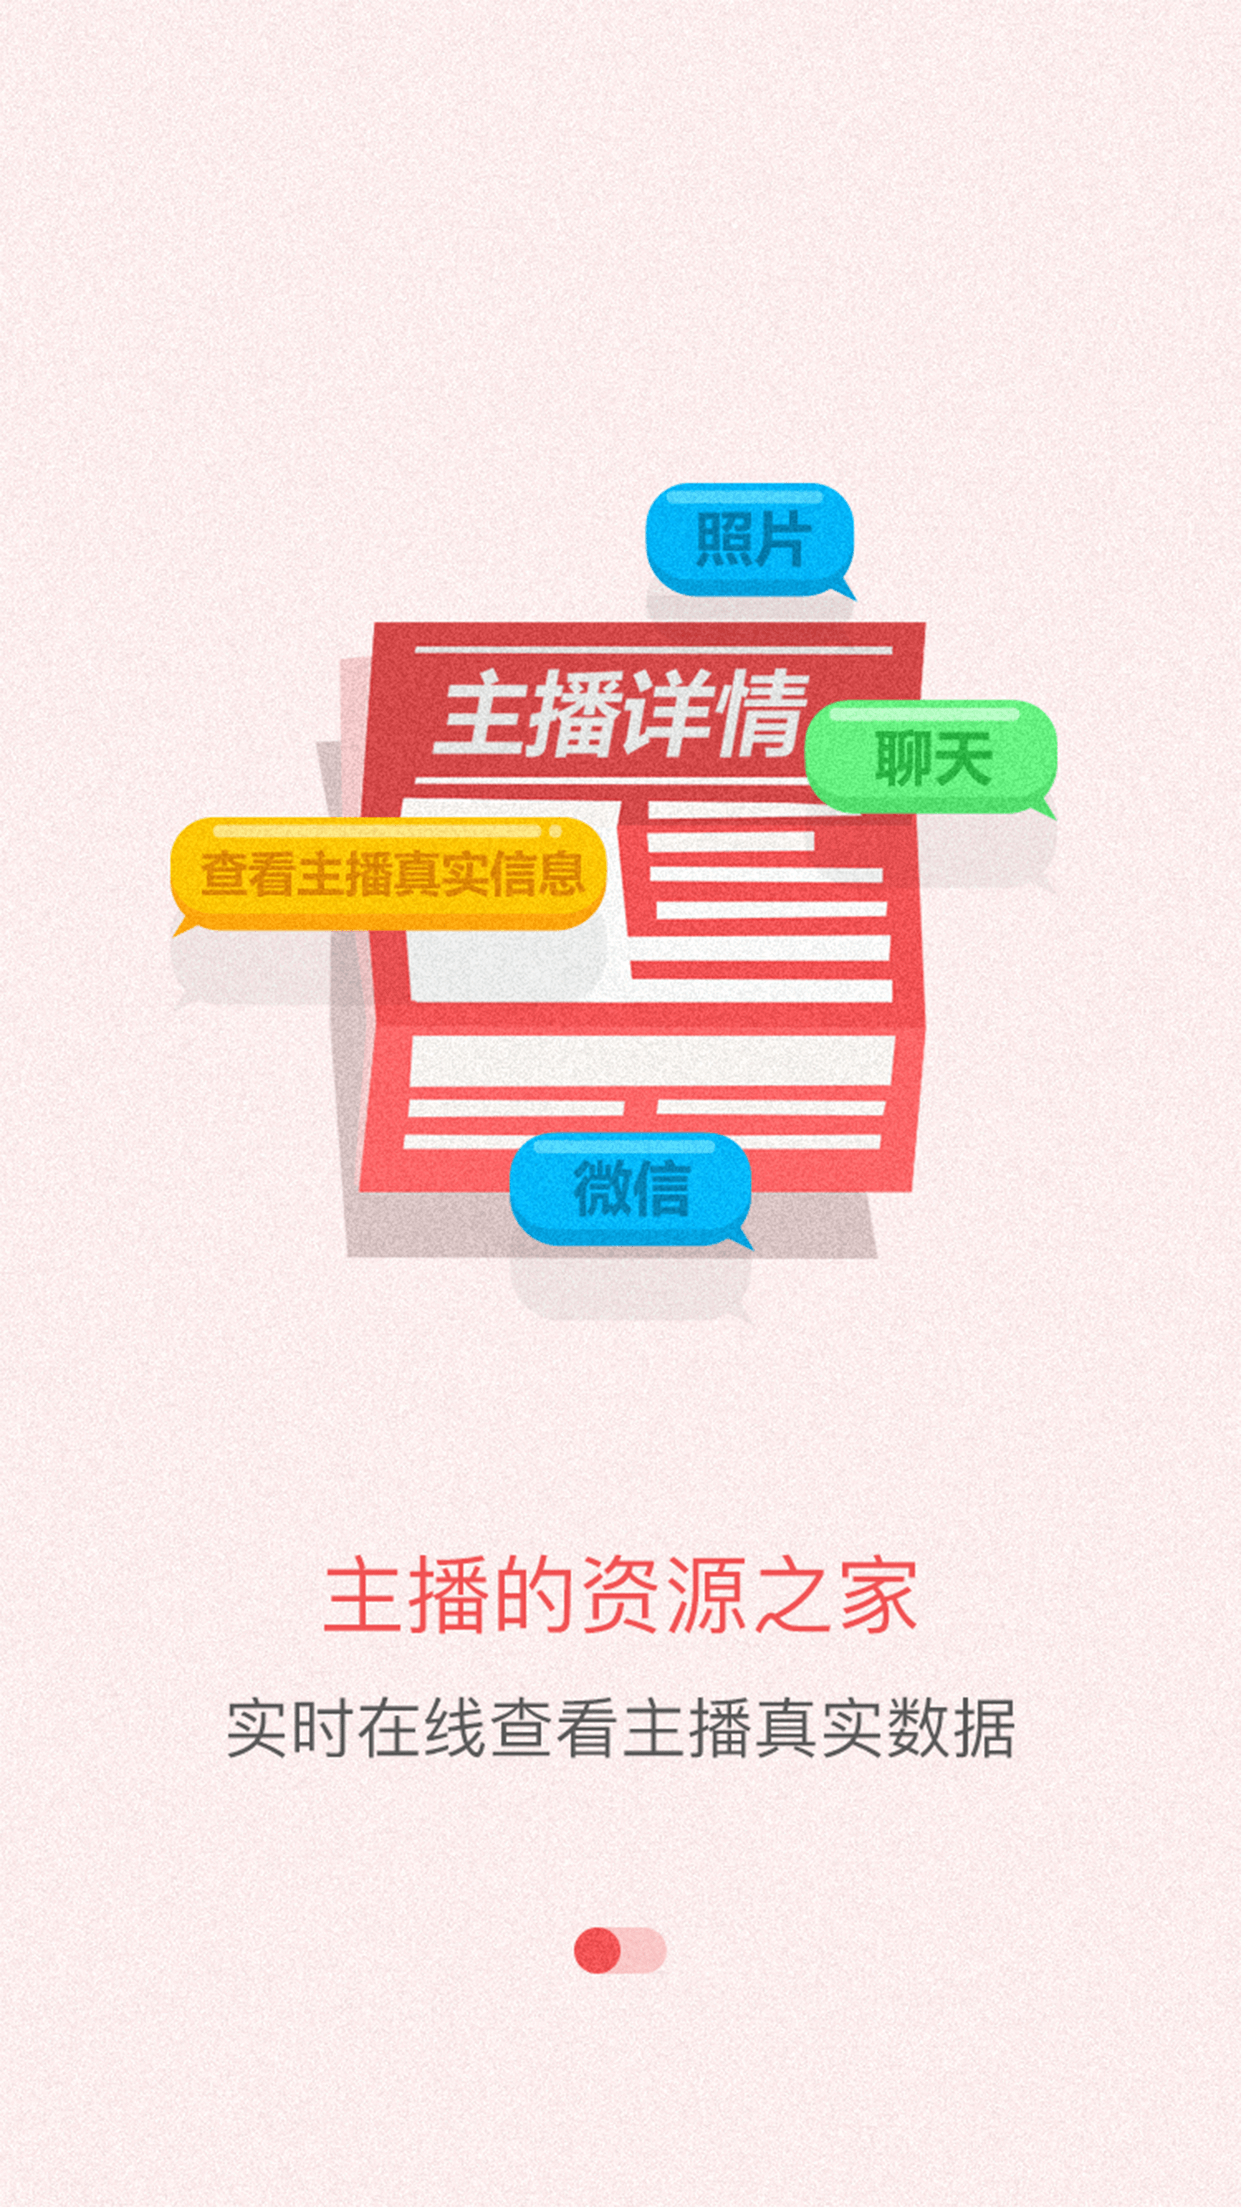 照片
主播详情
聊天
查看主播真实信息
微信
主播的资源之家
实时在线查看主播真实数据